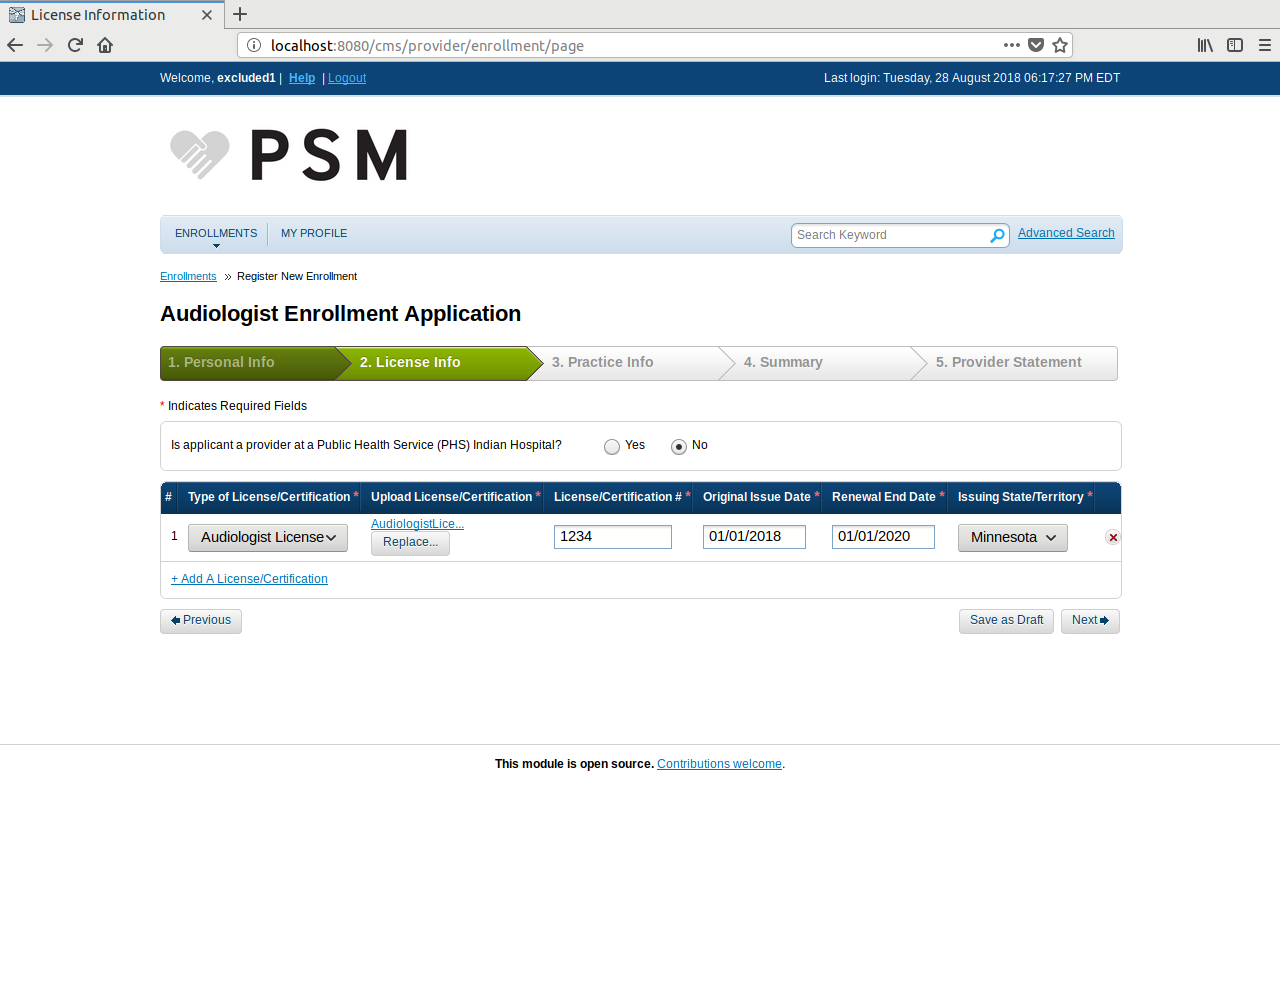 License Information
localhost:8080/cms/provider/enrollment/page
Welcome, excluded1 | Help | Logout
Last login: Tuesday, 28 August 2018 06:17:27 PM EDT
PSM
ENROLLMENTS
MY PROFILE
Search Keyword
Advanced Search
Enrollments » Register New Enrollment
Audiologist Enrollment Application
1. Personal Info
2. License Info
3. Practice Info
4. Summary
5. Provider Statement
* Indicates Required Fields
Is applicant a provider at a Public Health Service (PHS) Indian Hospital? Yes No
# Type of License/Certification * Upload License/Certification * License/Certification # * Original Issue Date * Renewal End Date * Issuing State/Territory *
1 Audiologist License AudiologistLice... 1234 01/01/2018 01/01/2020 Minnesota
Replace...
+ Add A License/Certification
Previous
Save as Draft
Next
This module is open source. Contributions welcome.